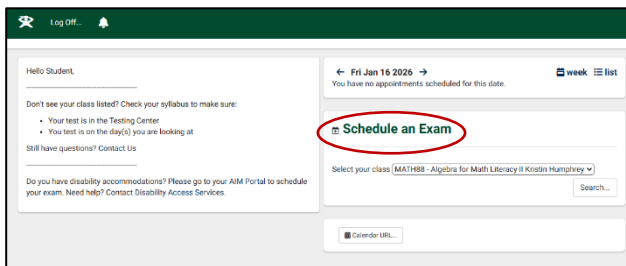 Log Off...
Hello Student,
Don't see your class listed? Check your syllabus to make sure:
• Your test is in the Testing Center
• You test is on the day(s) you are looking at
Still have questions? Contact Us
Do you have disability accommodations? Please go to your AIM Portal to schedule
your exam. Need help? Contact Disability Access Services.
← Fri Jan 16 2026 →
week list
You have no appointments scheduled for this date.
Schedule an Exam
Select your class MATH88 - Algebra for Math Literacy II Kristin Humphrey
Search...
Calendar URL...